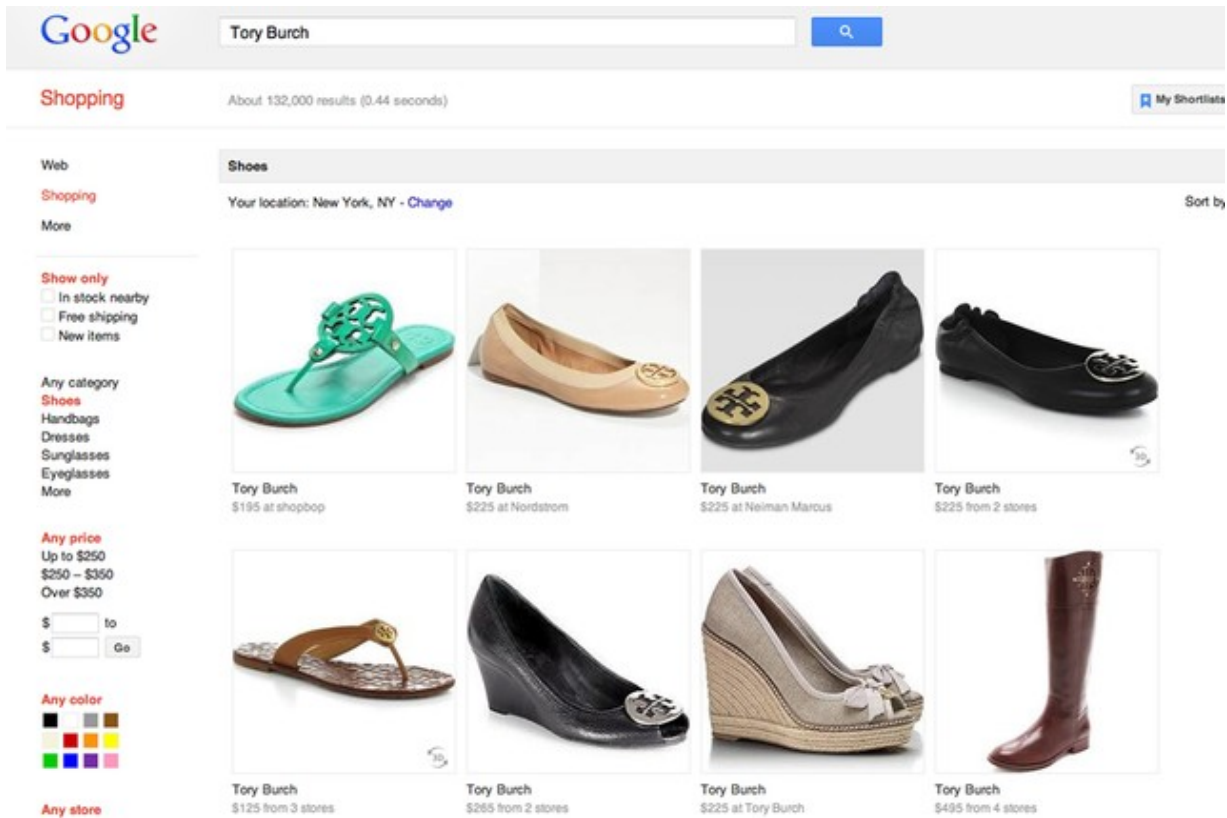 Google
Tory Burch
Shopping
About 132,000 results (0.44 seconds)
My Shortlists
Web
Shopping
More
Show only
In stock nearby
Free shipping
New items
Any category
Shoes
Handbags
Dresses
Sunglasses
Eyeglasses
More
Any price
Up to $250
$250 – $350
Over $350
$ to
$ Go
Any color
Any store
Shoes
Your location: New York, NY - Change
Sort by
Tory Burch
$195 at shopbop
Tory Burch
$225 at Nordstrom
Tory Burch
$225 at Neiman Marcus
3D
Tory Burch
$225 from 2 stores
3D
Tory Burch
$125 from 3 stores
Tory Burch
$265 from 2 stores
Tory Burch
$225 at Tory Burch
Tory Burch
$495 from 4 stores